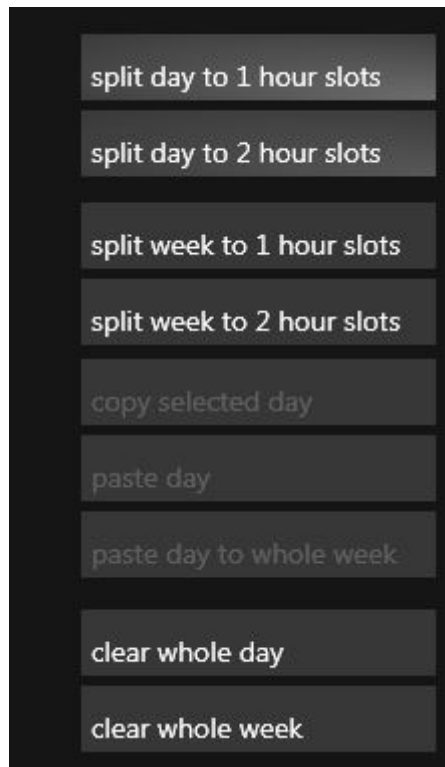 split day to 1 hour slots
split day to 2 hour slots
split week to 1 hour slots
split week to 2 hour slots
copy selected day
paste day
paste day to whole week
clear whole day
clear whole week